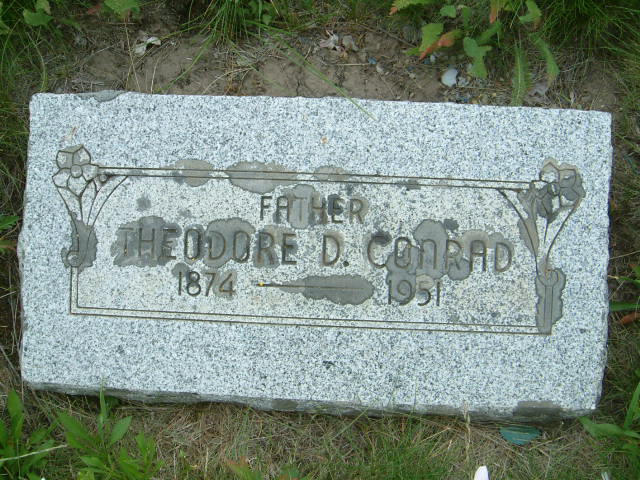 FATHER
THEODORE D. CONRAD
1874 — 1951